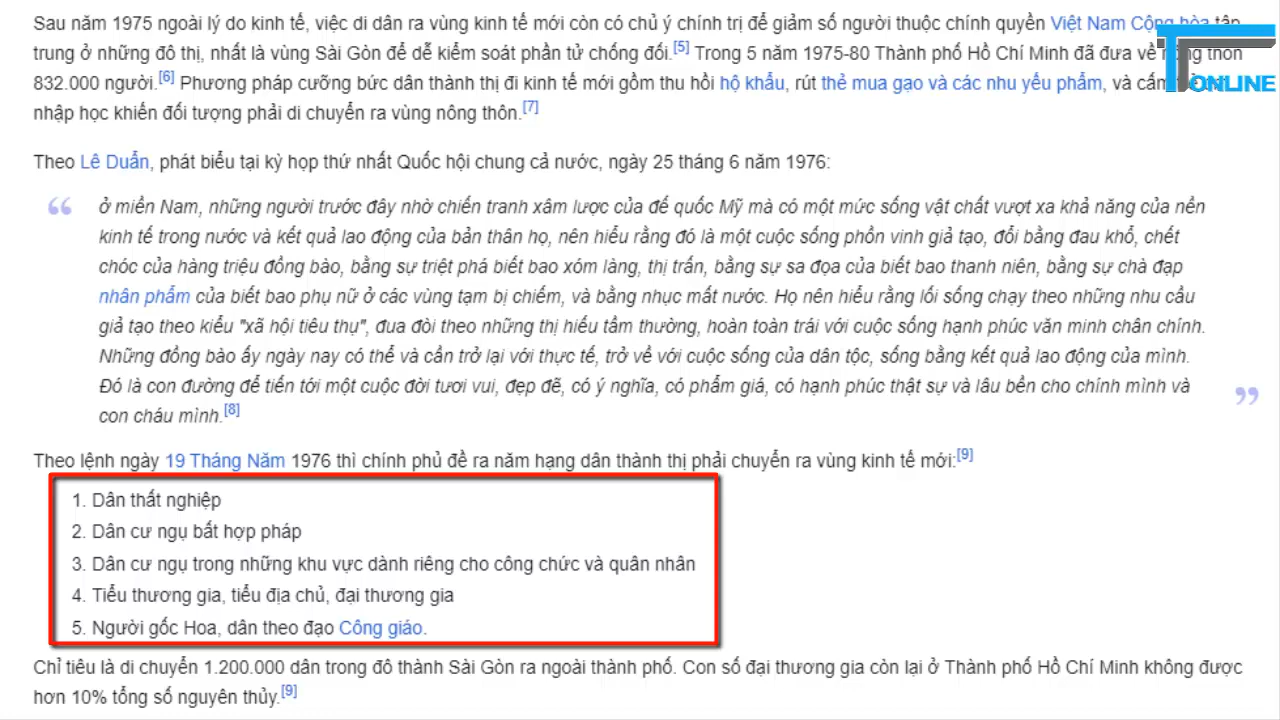 Sau năm 1975 ngoài lý do kinh tế, việc di dân ra vùng kinh tế mới còn có chủ ý chính trị để giảm số người thuộc chính quyền Việt Nam Cộng hòa tập
trung ở những đô thị, nhất là vùng Sài Gòn để dễ kiểm soát phần tử chống đối.[5] Trong 5 năm 1975-80 Thành phố Hồ Chí Minh đã đưa về nông thôn
832.000 người.[6] Phương pháp cưỡng bức dân thành thị đi kinh tế mới gồm thu hồi hộ khẩu, rút thẻ mua gạo và các nhu yếu phẩm, và cấm
ONLINE
nhập học khiến đối tượng phải di chuyển ra vùng nông thôn.[7]
Theo Lê Duẩn, phát biểu tại kỳ họp thứ nhất Quốc hội chung cả nước, ngày 25 tháng 6 năm 1976:
“ ở miền Nam, những người trước đây nhờ chiến tranh xâm lược của đế quốc Mỹ mà có một mức sống vật chất vượt xa khả năng của nền
kinh tế trong nước và kết quả lao động của bản thân họ, nên hiểu rằng đó là một cuộc sống phồn vinh giả tạo, đổi bằng đau khổ, chết
chóc của hàng triệu đồng bào, bằng sự triệt phá biết bao xóm làng, thị trấn, bằng sự sa đọa của biết bao thanh niên, bằng sự chà đạp
nhân phẩm của biết bao phụ nữ ở các vùng tạm bị chiếm, và bằng nhục mất nước. Họ nên hiểu rằng lối sống chạy theo những nhu cầu
giả tạo theo kiểu "xã hội tiêu thụ", đua đòi theo những thị hiếu tầm thường, hoàn toàn trái với cuộc sống hạnh phúc văn minh chân chính.
Những đồng bào ấy ngày nay có thể và cần trở lại với thực tế, trở về với cuộc sống của dân tộc, sống bằng kết quả lao động của mình.
Đó là con đường để tiến tới một cuộc đời tươi vui, đẹp đẽ, có ý nghĩa, có phẩm giá, có hạnh phúc thật sự và lâu bền cho chính mình và ”
con cháu mình.[8]
Theo lệnh ngày 19 Tháng Năm 1976 thì chính phủ đề ra năm hạng dân thành thị phải chuyển ra vùng kinh tế mới:[9]
1. Dân thất nghiệp
2. Dân cư ngụ bất hợp pháp
3. Dân cư ngụ trong những khu vực dành riêng cho công chức và quân nhân
4. Tiểu thương gia, tiểu địa chủ, đại thương gia
5. Người gốc Hoa, dân theo đạo Công giáo.
Chỉ tiêu là di chuyển 1.200.000 dân trong đô thành Sài Gòn ra ngoài thành phố. Con số đại thương gia còn lại ở Thành phố Hồ Chí Minh không được
hơn 10% tổng số nguyên thủy.[9]